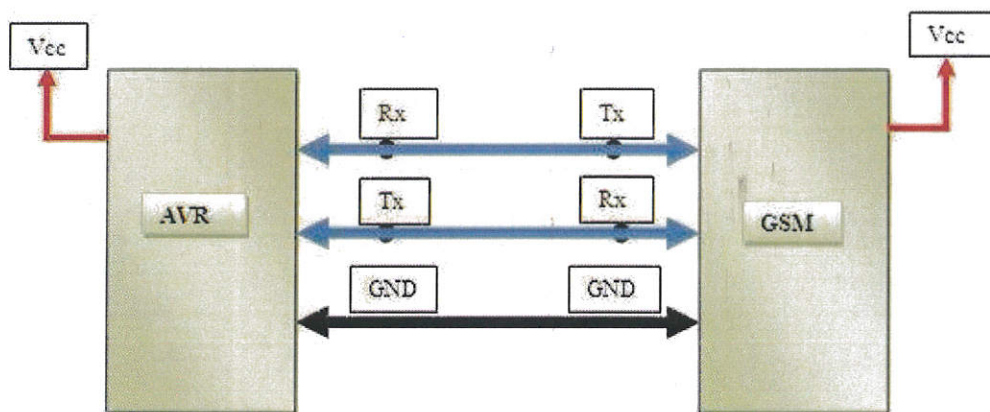 Vcc
Vcc
Rx
Tx
AVR
Tx
Rx
GSM
GND
GND